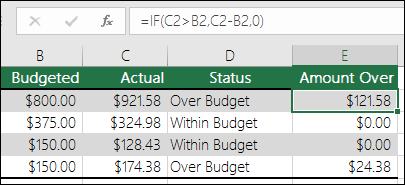 fx =IF(C2>B2,C2-B2,0)
B C D E
Budgeted Actual Status Amount Over
$800.00 $921.58 Over Budget $121.58
$375.00 $324.98 Within Budget $0.00
$150.00 $128.43 Within Budget $0.00
$150.00 $174.38 Over Budget $24.38